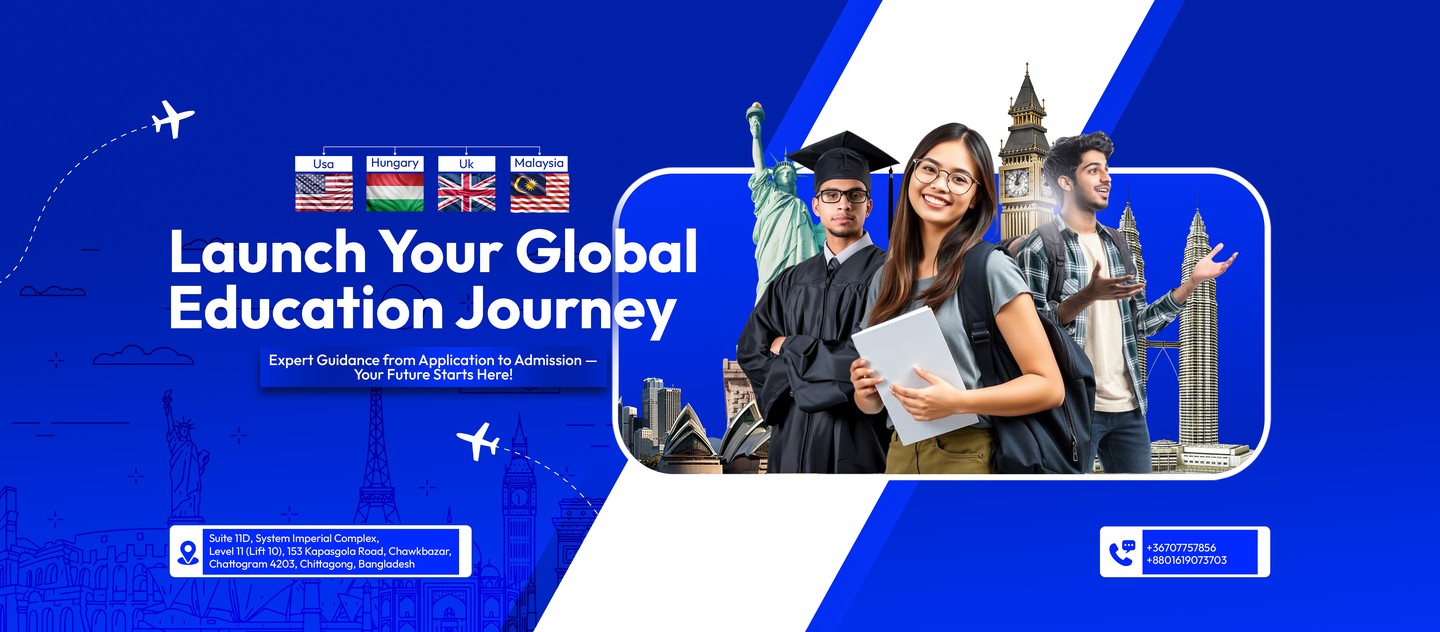 Usa
Hungary
Uk
Malaysia
Launch Your Global
Education Journey
Expert Guidance from Application to Admission —
Your Future Starts Here!
Suite 11D, System Imperial Complex,
Level 11 (Lift 10), 153 Kapasgola Road, Chawkbazar,
Chattogram 4203, Chittagong, Bangladesh
+36707757856
+8801619073703